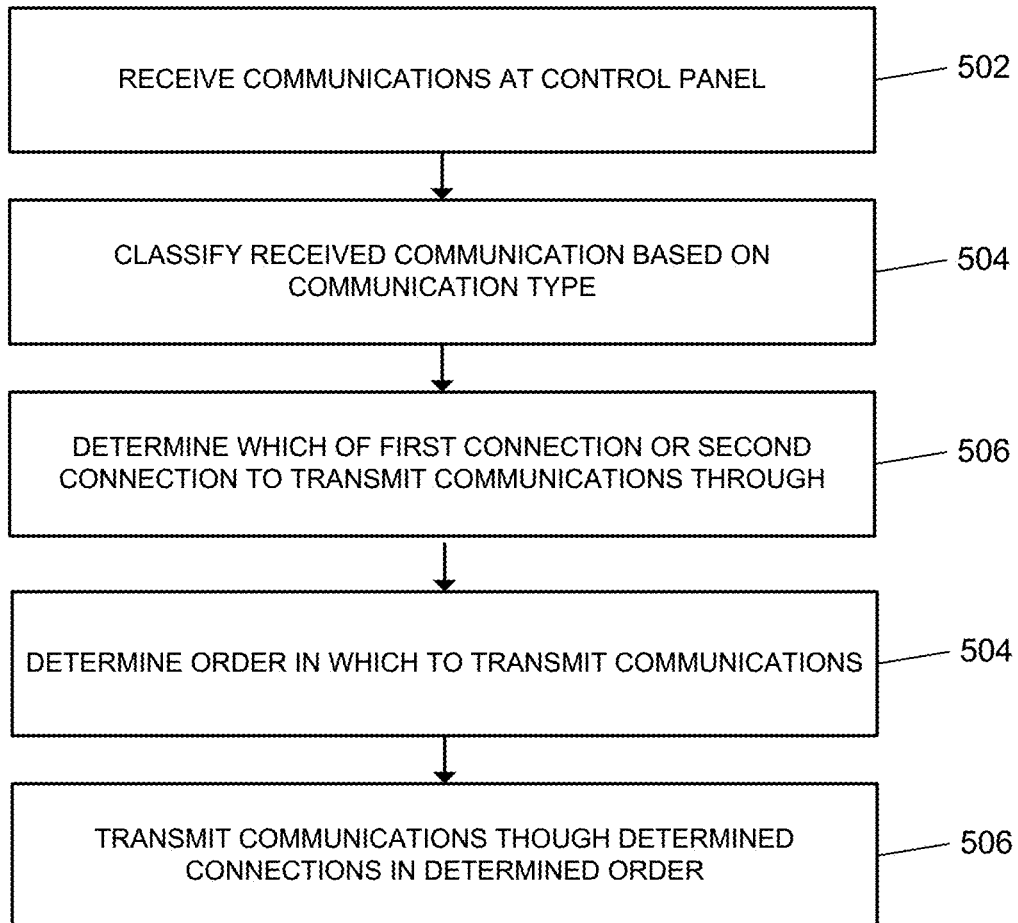 RECEIVE COMMUNICATIONS AT CONTROL PANEL
502
CLASSIFY RECEIVED COMMUNICATION BASED ON
COMMUNICATION TYPE
504
DETERMINE WHICH OF FIRST CONNECTION OR SECOND
CONNECTION TO TRANSMIT COMMUNICATIONS THROUGH
506
DETERMINE ORDER IN WHICH TO TRANSMIT COMMUNICATIONS
504
TRANSMIT COMMUNICATIONS THOUGH DETERMINED
CONNECTIONS IN DETERMINED ORDER
506